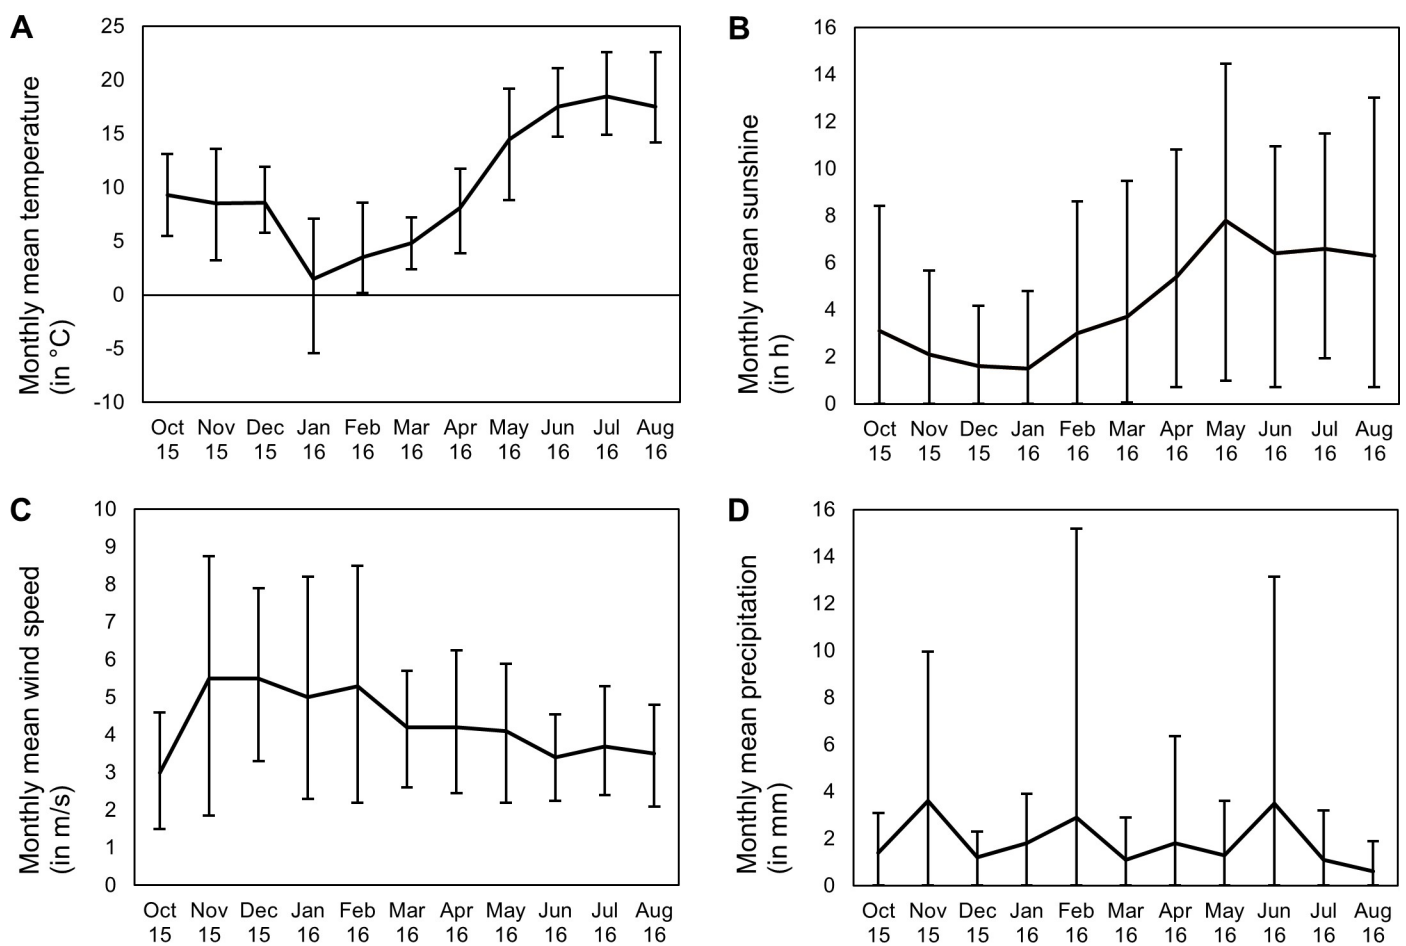 A
Monthly mean temperature
(in °C)
25
20
15
10
5
0
-5
-10
Oct Nov Dec Jan Feb Mar Apr May Jun Jul Aug
15 15 15 16 16 16 16 16 16 16 16
B
Monthly mean sunshine
(in h)
16
14
12
10
8
6
4
2
0
Oct Nov Dec Jan Feb Mar Apr May Jun Jul Aug
15 15 15 16 16 16 16 16 16 16 16
C
Monthly mean wind speed
(in m/s)
10
9
8
7
6
5
4
3
2
1
0
Oct Nov Dec Jan Feb Mar Apr May Jun Jul Aug
15 15 15 16 16 16 16 16 16 16 16
D
Monthly mean precipitation
(in mm)
16
14
12
10
8
6
4
2
0
Oct Nov Dec Jan Feb Mar Apr May Jun Jul Aug
15 15 15 16 16 16 16 16 16 16 16